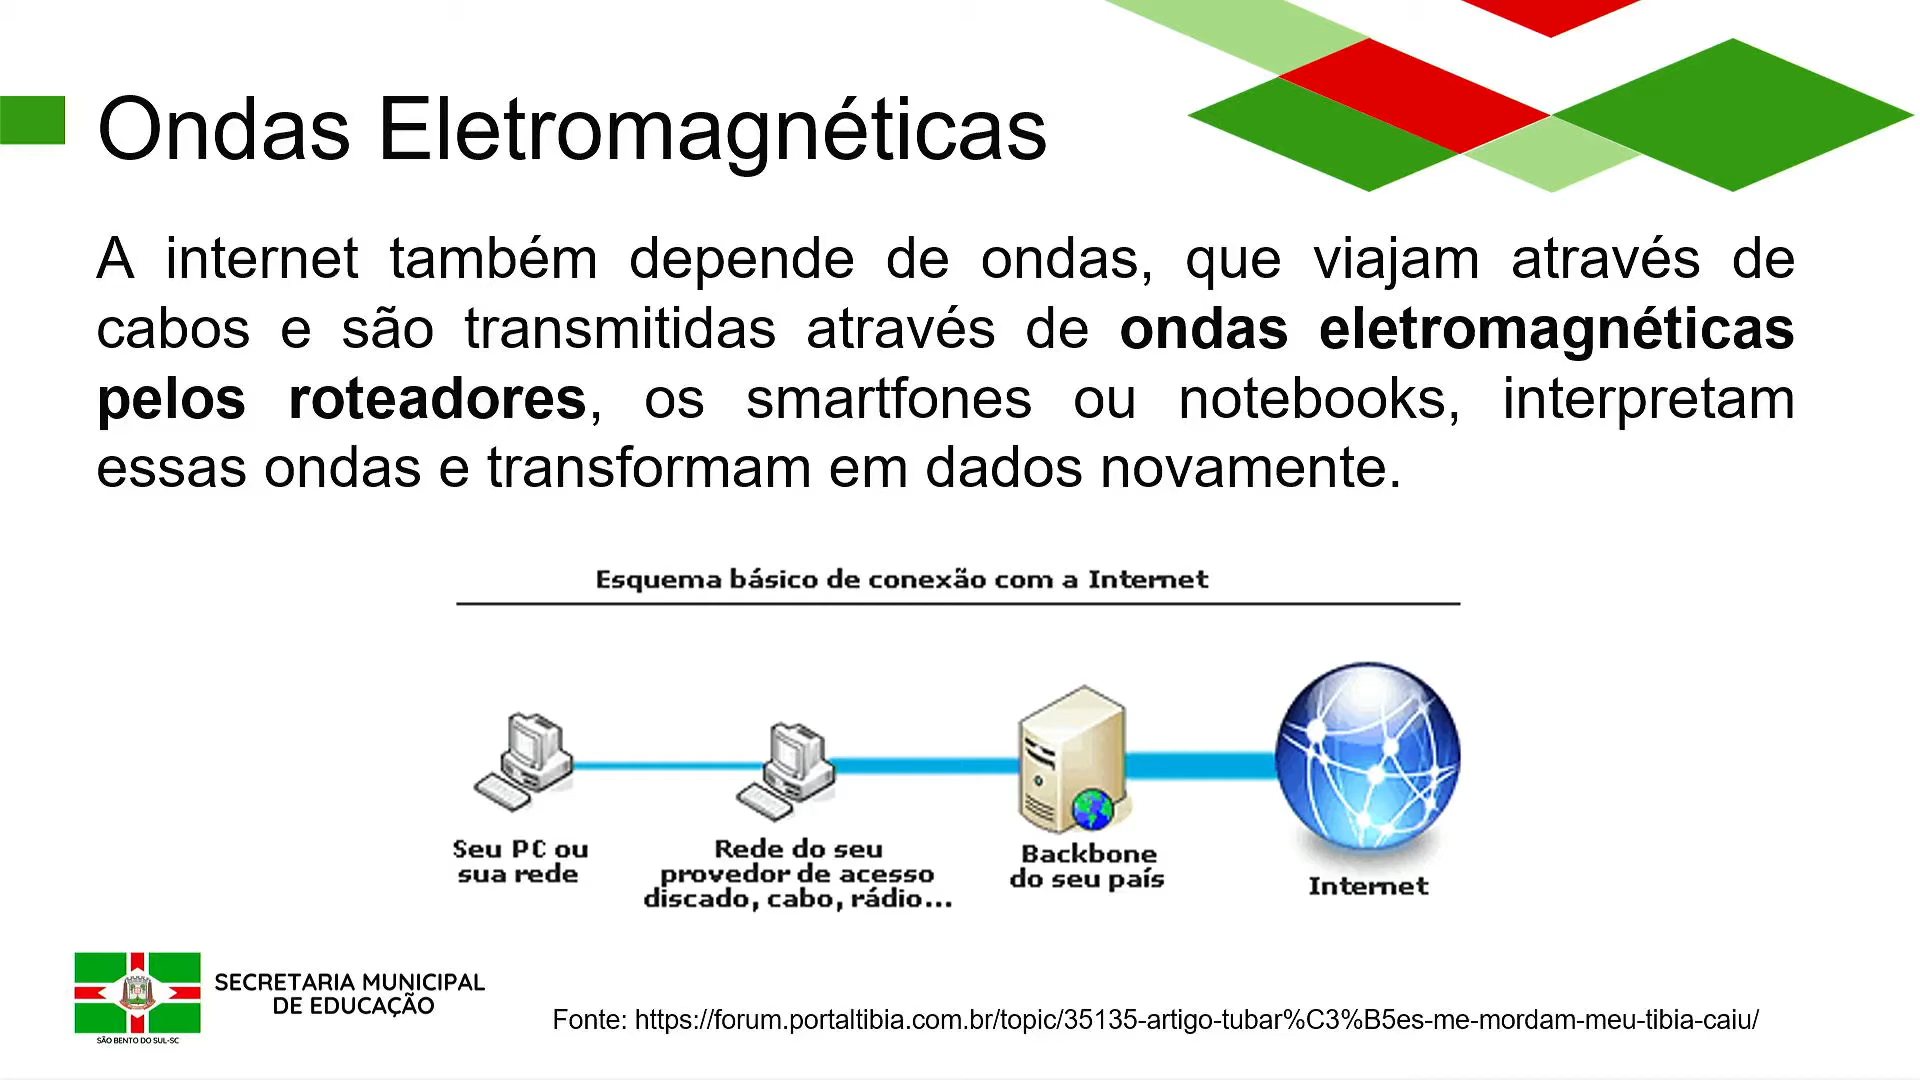 Ondas Eletromagnéticas
A internet também depende de ondas, que viajam através de
cabos e são transmitidas através de ondas eletromagnéticas
pelos roteadores, os smartfones ou notebooks, interpretam
essas ondas e transformam em dados novamente.
Esquema básico de conexão com a Internet
Seu PC ou
sua rede
Rede do seu
provedor de acesso
discado, cabo, rádio...
Backbone
do seu país
Internet
SECRETARIA MUNICIPAL
DE EDUCAÇÃO
SÃO BENTO DO SUL-SC
Fonte: https://forum.portaltibia.com.br/topic/35135-artigo-tubar%C3%B5es-me-mordam-meu-tibia-caiu/